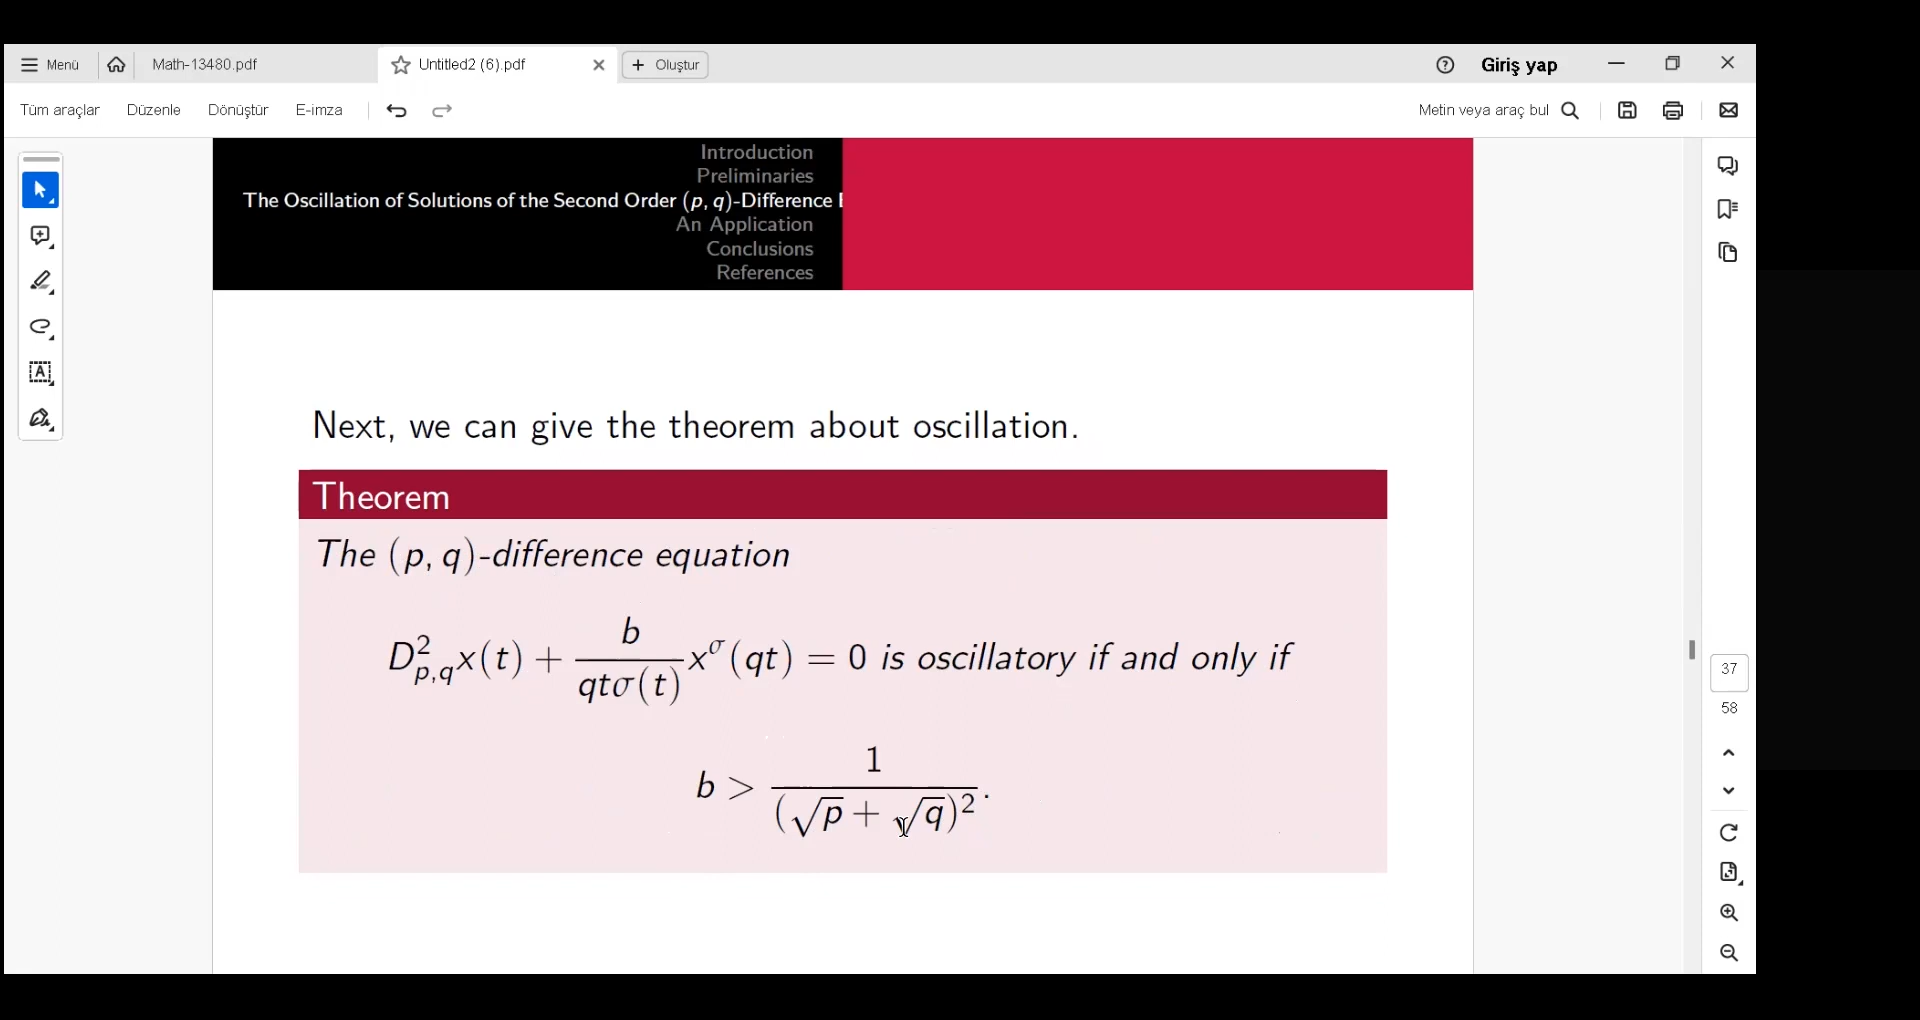 Menü
Math-13480.pdf
Untitled2 (6).pdf
+ Oluştur
Giriş yap
Tüm araçlar Düzenle Dönüştür E-imza
Metin veya araç bul
Introduction
Preliminaries
The Oscillation of Solutions of the Second Order (p, q)-Difference
An Application
Conclusions
References
Next, we can give the theorem about oscillation.
Theorem
The (p, q)-difference equation
D²p,q x(t) + b/(qtσ(t)) x^σ(qt) = 0 is oscillatory if and only if
b > 1/(√p + √q)².
37
58